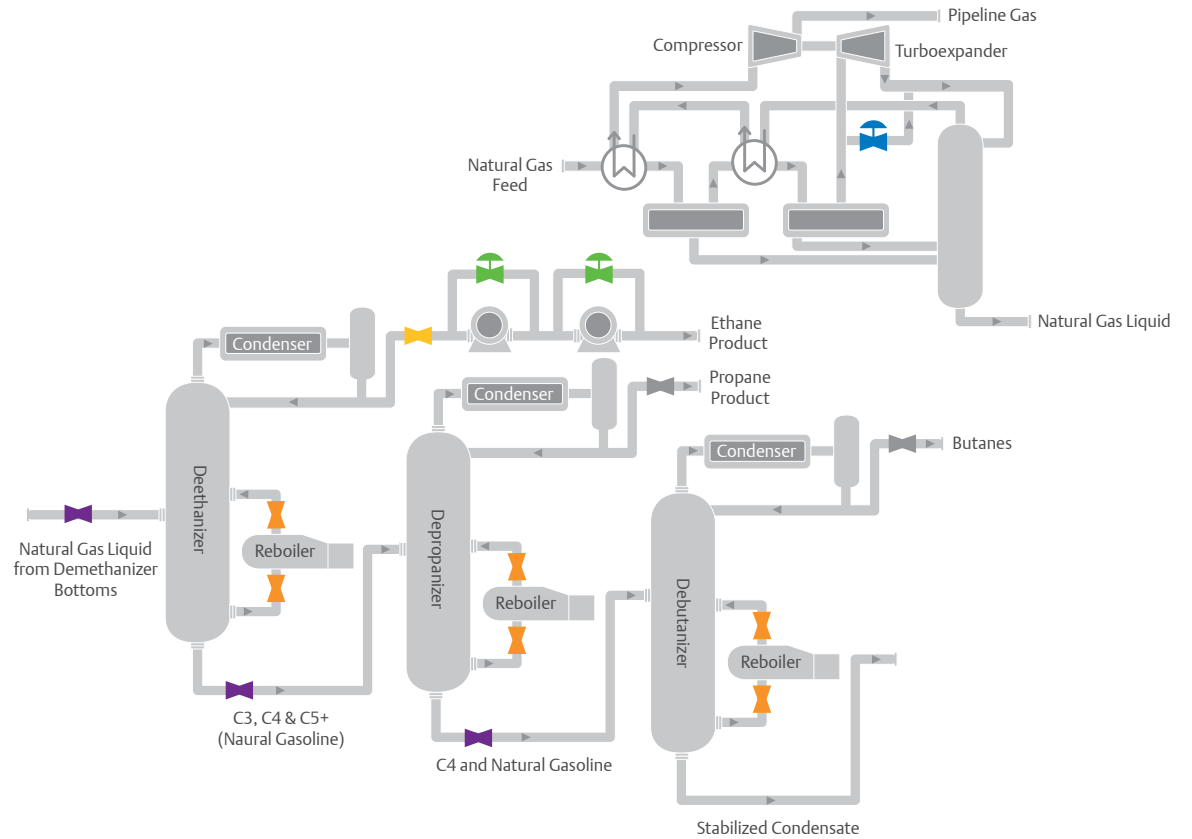 Pipeline Gas
Compressor
Turboexpander
Natural Gas
Feed
Natural Gas Liquid
Condenser
Ethane
Product
Condenser
Propane
Product
Condenser
Butanes
Deethanizer
Natural Gas Liquid
from Demethanizer
Bottoms
Reboiler
Depropanizer
Reboiler
Debutanizer
Reboiler
C3, C4 & C5+
(Naural Gasoline)
C4 and Natural Gasoline
Stabilized Condensate